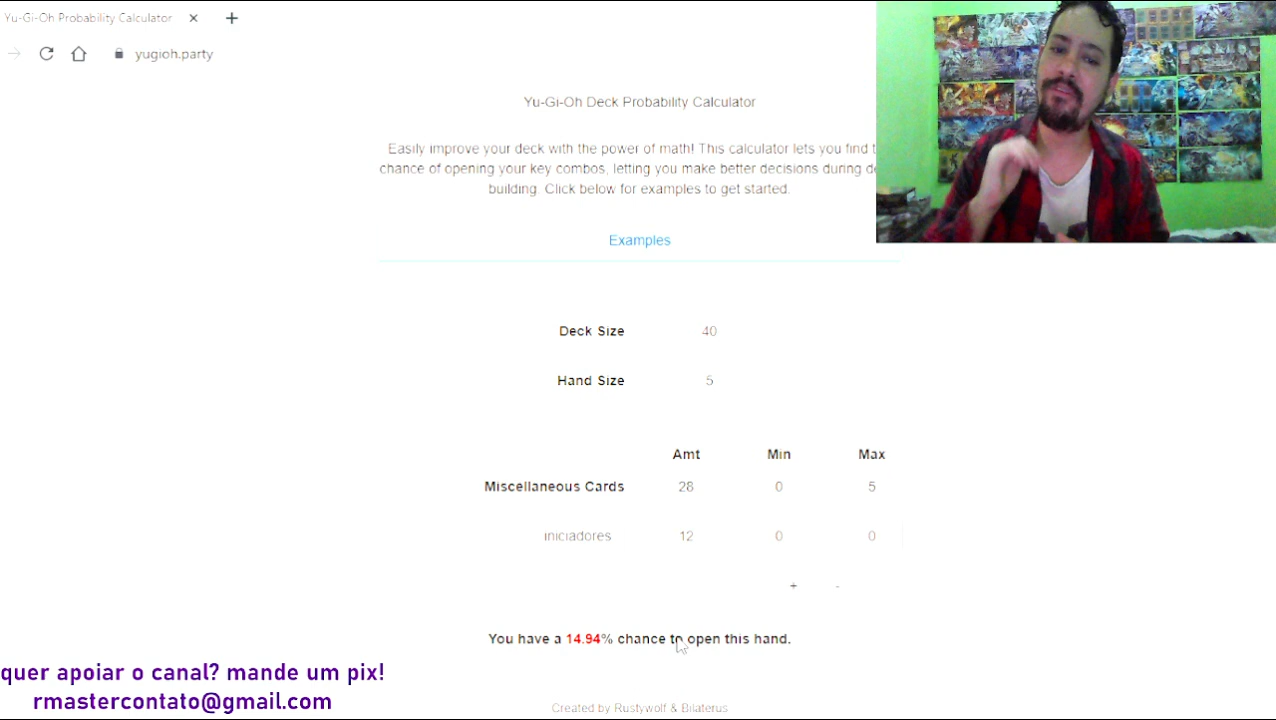 Yu-Gi-Oh Probability Calculator
yugioh.party
Yu-Gi-Oh Deck Probability Calculator
Easily improve your deck with the power of math! This calculator lets you find t
chance of opening your key combos, letting you make better decisions during de
building. Click below for examples to get started.
Examples
Deck Size 40
Hand Size 5
Amt Min Max
Miscellaneous Cards 28 0 5
iniciadores 12 0 0
+ -
You have a 14.94% chance to open this hand.
quer apoiar o canal? mande um pix!
rmastercontato@gmail.com
Created by Rustywolf & Bilaterus